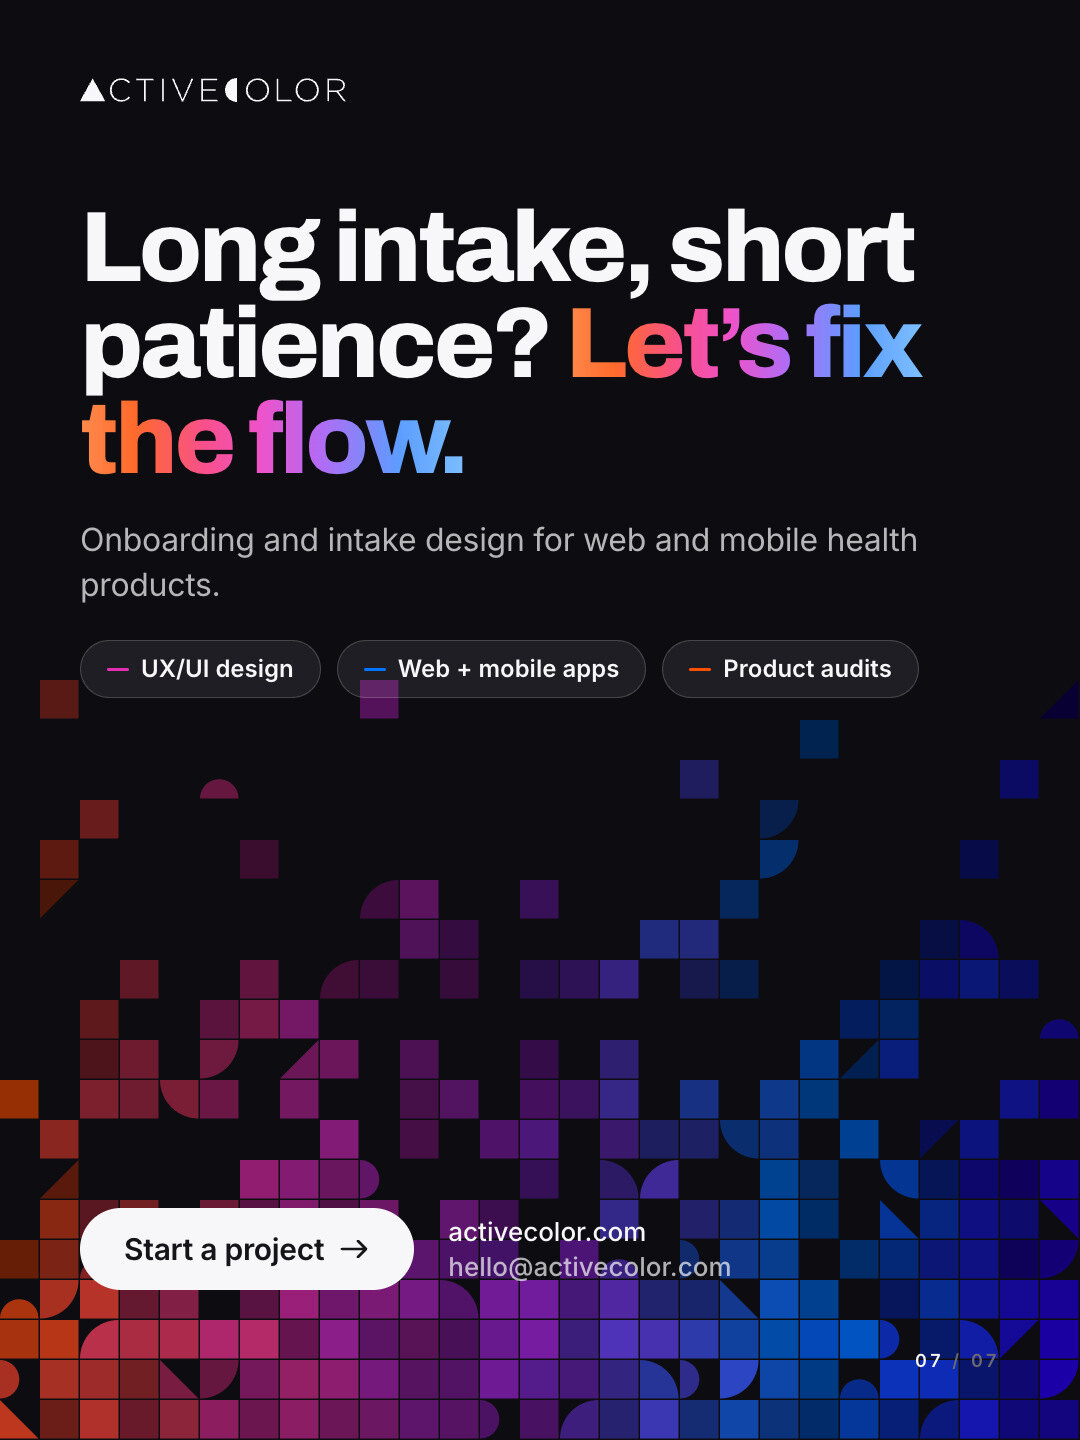 ACTIVECOLOR
Long intake, short
patience? Let’s fix
the flow.
Onboarding and intake design for web and mobile health
products.
UX/UI design
Web + mobile apps
Product audits
Start a project →
activecolor.com
hello@activecolor.com
07 / 07